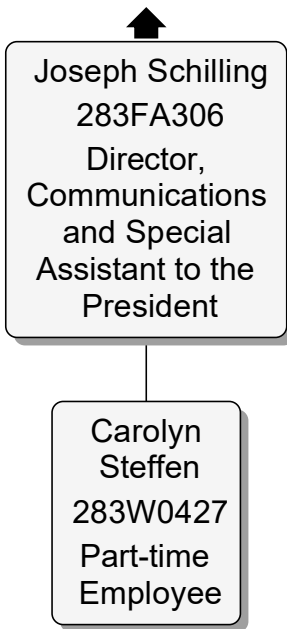 Joseph Schilling
283FA306
Director,
Communications
and Special
Assistant to the
President
Carolyn
Steffen
283W0427
Part-time
Employee